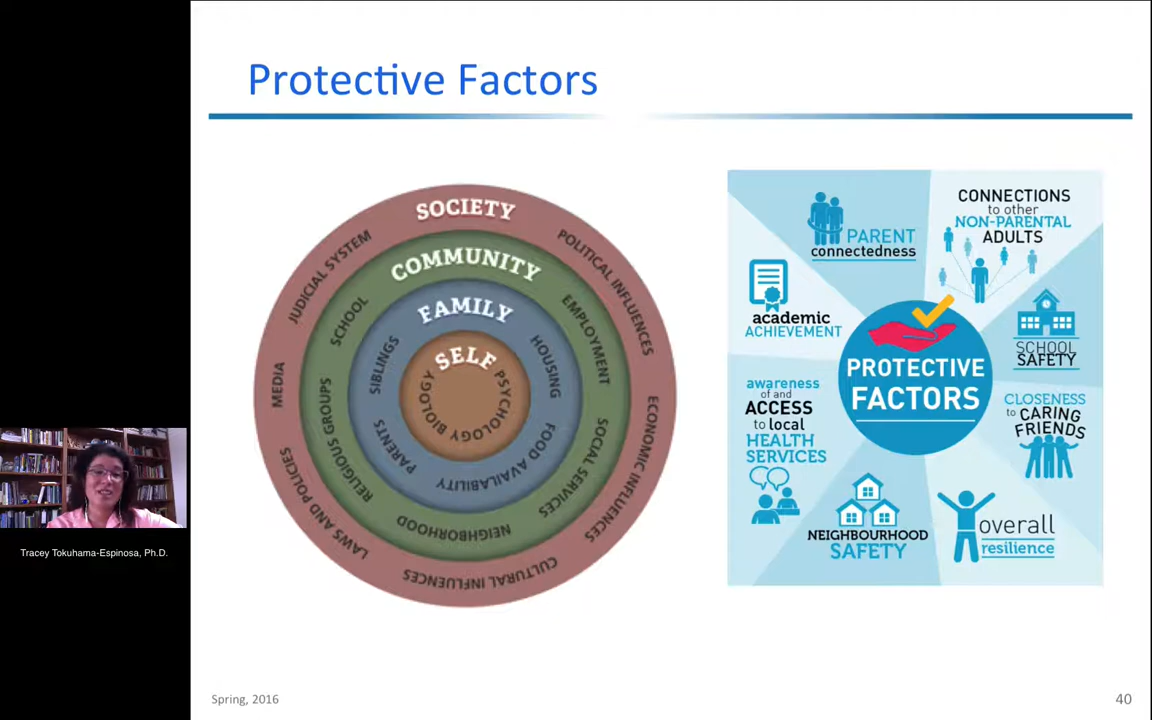 Protective Factors
SOCIETY
JUDICIAL SYSTEM
POLITICAL INFLUENCES
MEDIA
ECONOMIC INFLUENCES
LAWS AND POLICIES
CULTURAL INFLUENCES
COMMUNITY
SCHOOL
EMPLOYMENT
RELIGIOUS GROUPS
SOCIAL SERVICES
NEIGHBORHOOD
FAMILY
SIBLINGS
HOUSING
PARENTS
FOOD AVAILABILITY
SELF
BIOLOGY
PSYCHOLOGY
PARENT
connectedness
CONNECTIONS
to other
NON-PARENTAL
ADULTS
academic
ACHIEVEMENT
SCHOOL
SAFETY
PROTECTIVE
FACTORS
awareness
of and
ACCESS
to local
HEALTH
SERVICES
CLOSENESS
to CARING
FRIENDS
NEIGHBOURHOOD
SAFETY
overall
resilience
Tracey Tokuhama-Espinosa, Ph.D.
Spring, 2016
40